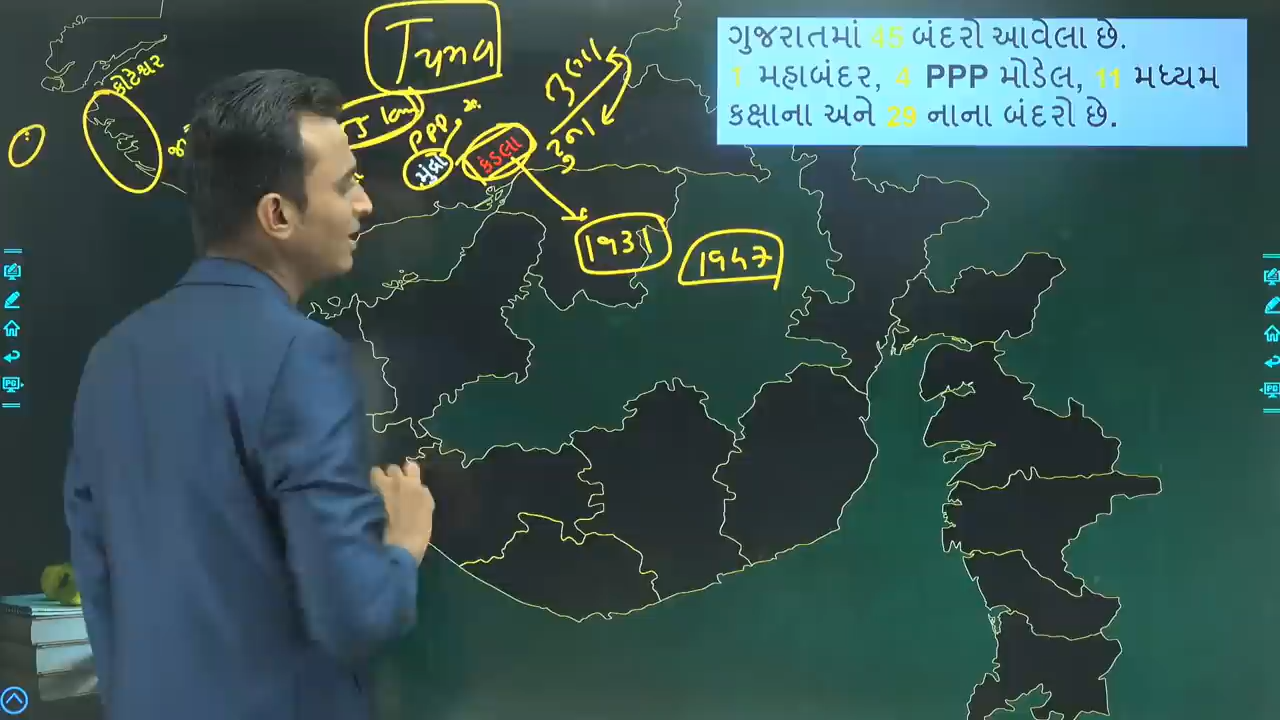 ગુજરાતમાં 45 બંદરો આવેલા છે.
1 મહાબંદર, 4 PPP મોડેલ, 11 મધ્યમ
કક્ષાના અને 29 નાના બંદરો છે.
કોટેશ્વર
PPP
મુંદ્રા
કંડલા
1931
1947